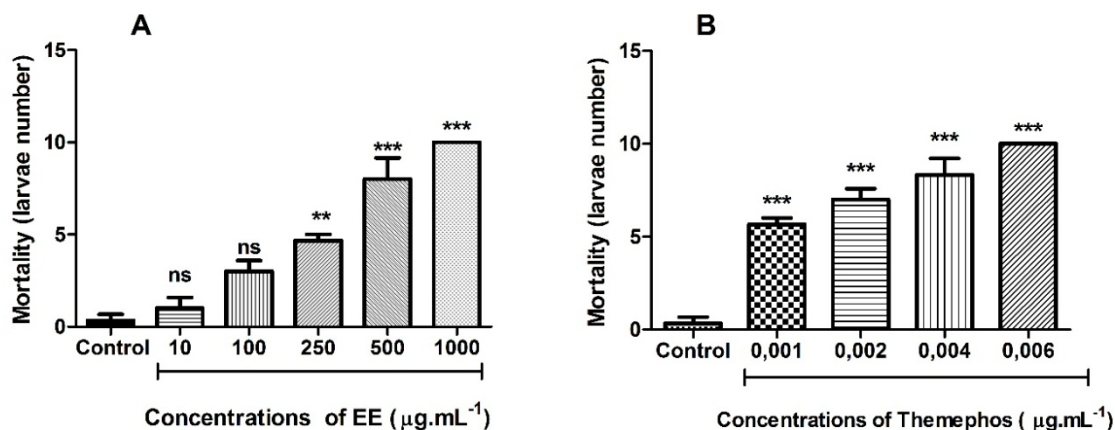 A
Mortality (larvae number)
15
10
5
0
ns
ns
**
***
***
Control 10 100 250 500 1000
Concentrations of EE ( μg.mL⁻¹)
B
Mortality (larvae number)
15
10
5
0
***
***
***
***
Control 0,001 0,002 0,004 0,006
Concentrations of Themephos ( μg.mL⁻¹)